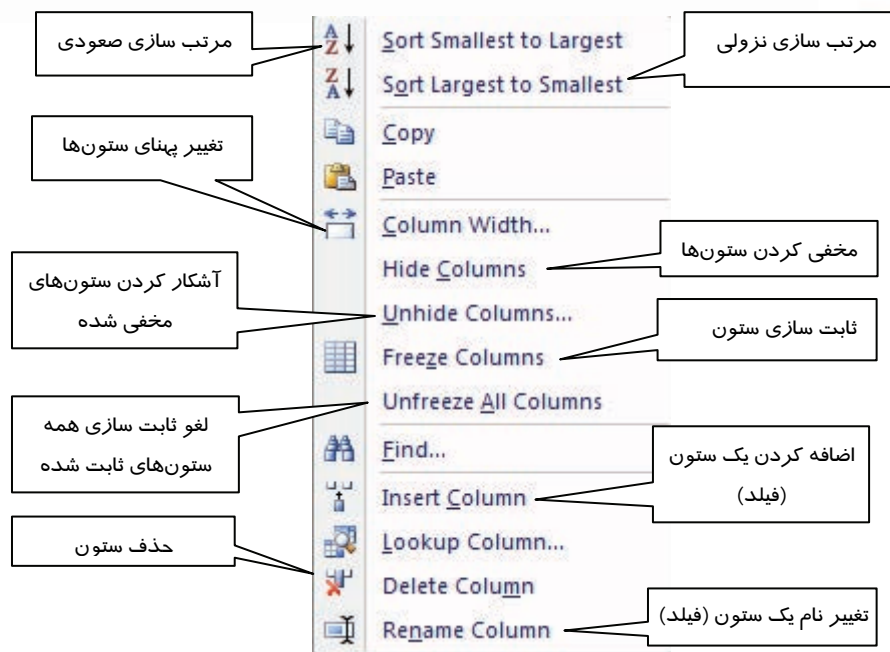 مرتب سازی صعودی
Sort Smallest to Largest
مرتب سازی نزولی
Sort Largest to Smallest
Copy
تغییر پهنای ستون‌ها
Paste
Column Width...
مخفی کردن ستون‌ها
Hide Columns
آشکار کردن ستون‌های
مخفی شده
Unhide Columns...
ثابت سازی ستون
Freeze Columns
Unfreeze All Columns
لغو ثابت سازی همه
ستون‌های ثابت شده
Find...
اضافه کردن یک ستون
(فیلد)
Insert Column
Lookup Column...
حذف ستون
Delete Column
تغییر نام یک ستون (فیلد)
Rename Column